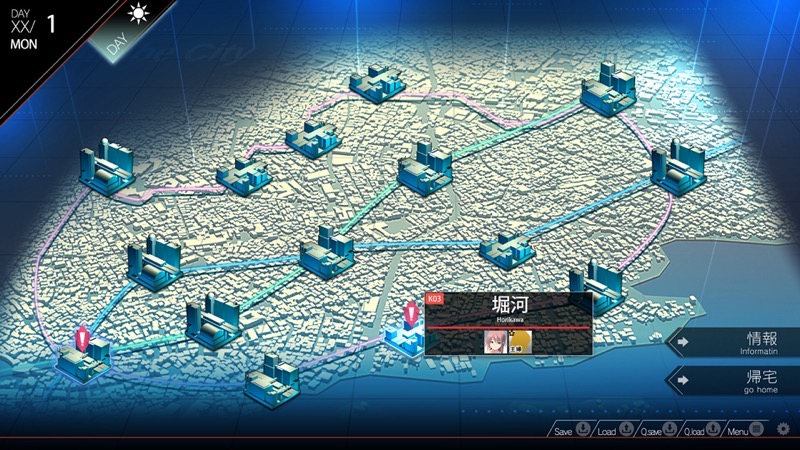 DAY
XX/ 1
MON
DAY
K03
堀河
Horikawa
情報
Informatin
帰宅
go home
Save
Load
Q.save
Q.load
Menu